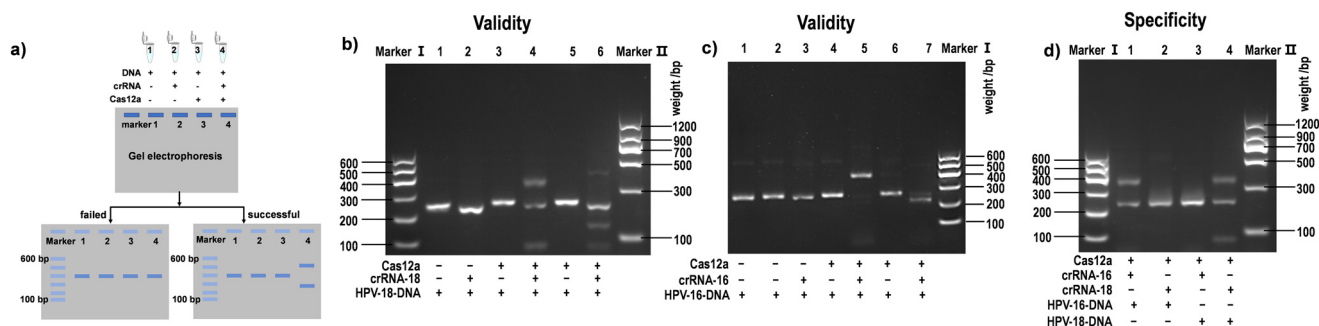 a)
1 2 3 4
DNA + + + +
crRNA - + - +
Cas12a - - + +
marker 1 2 3 4
Gel electrophoresis
failed successful
Marker 1 2 3 4
600 bp
100 bp
Marker 1 2 3 4
600 bp
100 bp
Validity
b)
Marker I 1 2 3 4 5 6 Marker II
weight /bp
600
500
400
300
200
100
1200
900
700
500
300
100
Cas12a - - + + + +
crRNA-18 - - - + - +
HPV-18-DNA + + + + + +
Validity
c)
1 2 3 4 5 6 7 Marker I
weight /bp
600
500
400
300
200
100
Cas12a - - - + + + +
crRNA-16 - - + - + - +
HPV-16-DNA + + + + + + +
Specificity
d)
Marker I 1 2 3 4 Marker II
weight /bp
600
500
400
300
200
100
1200
900
700
500
300
100
Cas12a + + + +
crRNA-16 + - + -
crRNA-18 - + - +
HPV-16-DNA + + - -
HPV-18-DNA - - + +